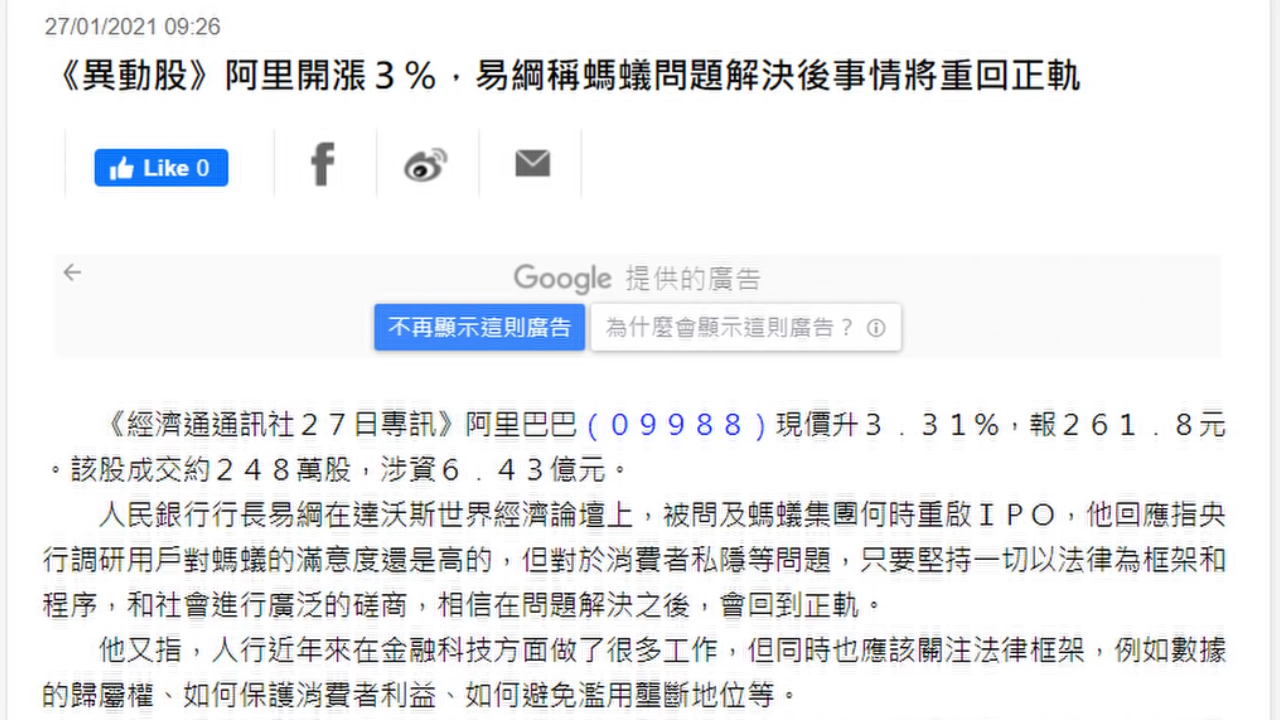 27/01/2021 09:26
《異動股》阿里開漲３％，易綱稱螞蟻問題解決後事情將重回正軌
Like 0
Google 提供的廣告
不再顯示這則廣告 為什麼會顯示這則廣告？
《經濟通通訊社２７日專訊》阿里巴巴（０９９８８）現價升３．３１％，報２６１．８元
。該股成交約２４８萬股，涉資６．４３億元。
人民銀行行長易綱在達沃斯世界經濟論壇上，被問及螞蟻集團何時重啟ＩＰＯ，他回應指央
行調研用戶對螞蟻的滿意度還是高的，但對於消費者私隱等問題，只要堅持一切以法律為框架和
程序，和社會進行廣泛的磋商，相信在問題解決之後，會回到正軌。
他又指，人行近年來在金融科技方面做了很多工作，但同時也應該關注法律框架，例如數據
的歸屬權、如何保護消費者利益、如何避免濫用壟斷地位等。